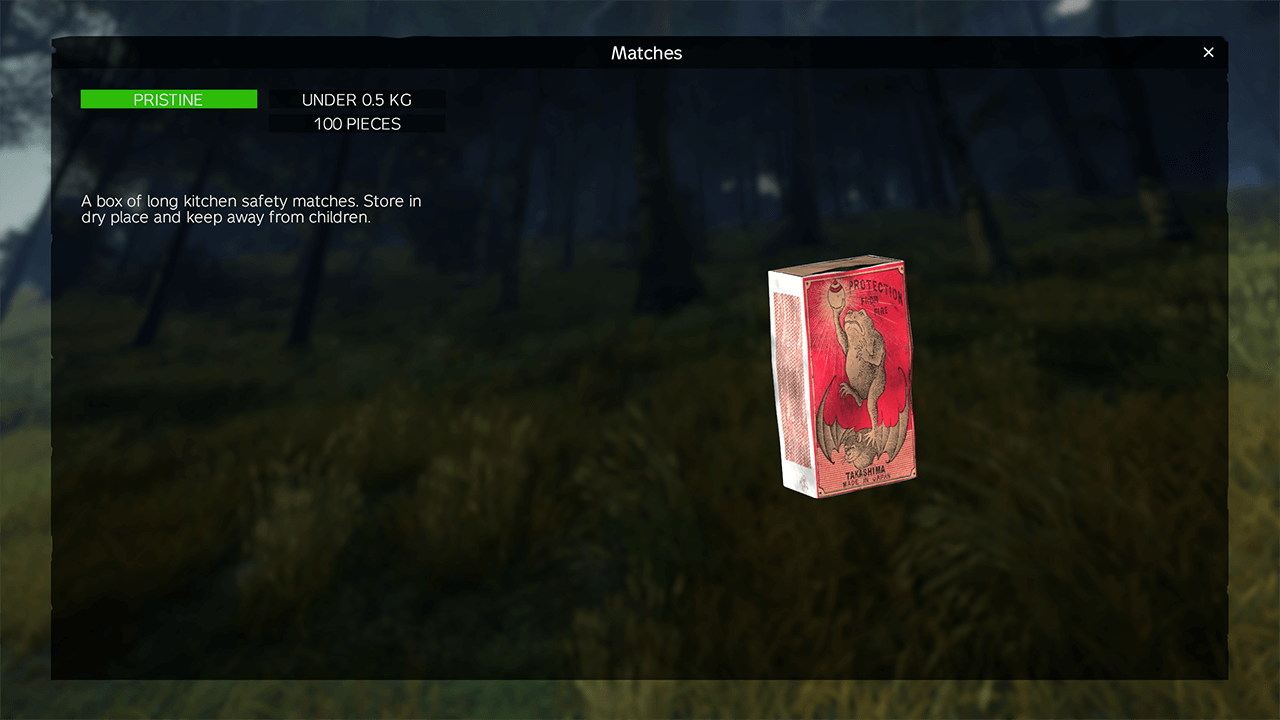 Matches
PRISTINE
UNDER 0.5 KG
100 PIECES
A box of long kitchen safety matches. Store in
dry place and keep away from children.
PROTECTION
FROM
TAKASHIMA
MADE IN JAPAN